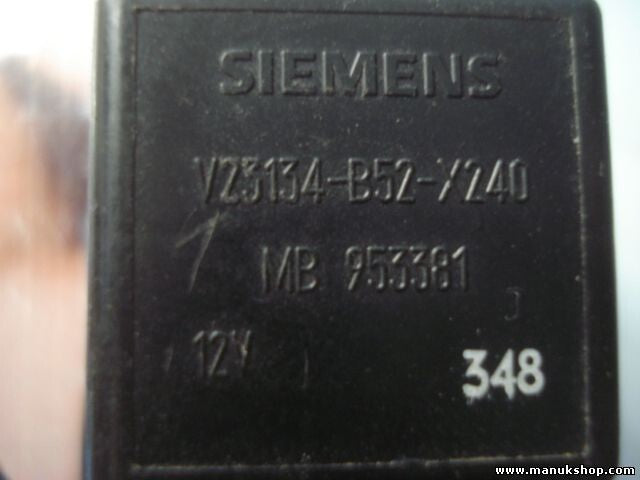 SIEMENS
V23134-B52-X240
MB 953381
12V
348
www.manukshop.com